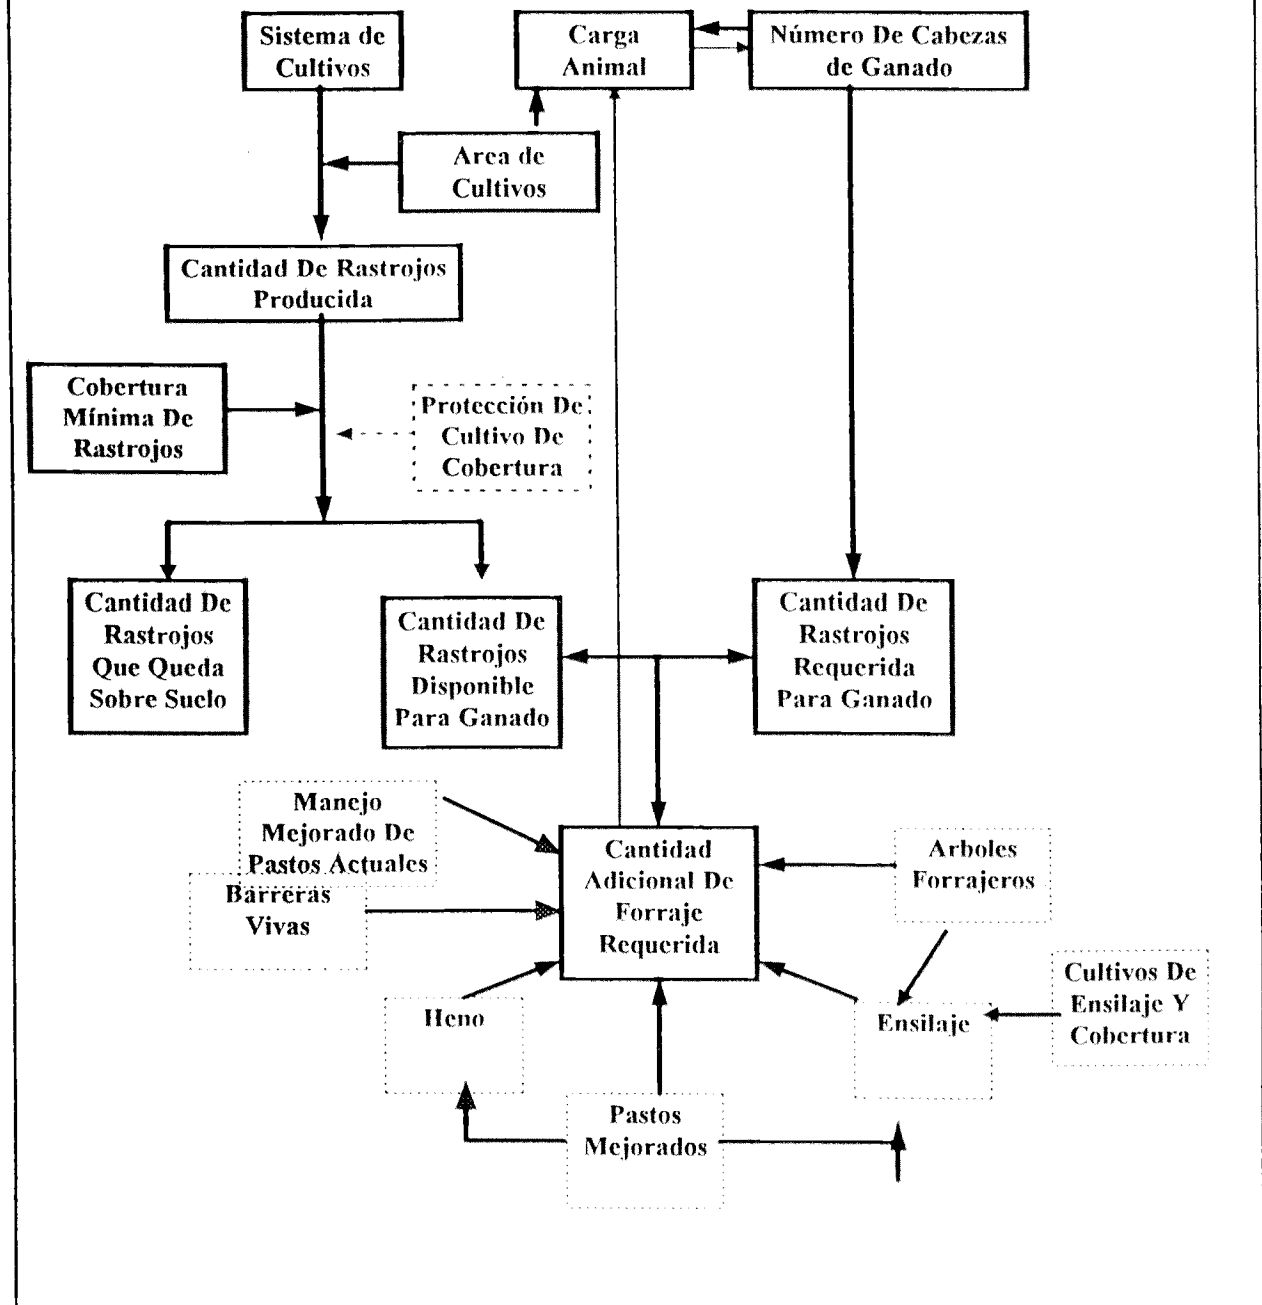 Sistema de
Cultivos
Carga
Animal
Número De Cabezas
de Ganado
Area de
Cultivos
Cantidad De Rastrojos
Producida
Cobertura
Mínima De
Rastrojos
Protección De
Cultivo De
Cobertura
Cantidad De
Rastrojos
Que Queda
Sobre Suelo
Cantidad De
Rastrojos
Disponible
Para Ganado
Cantidad De
Rastrojos
Requerida
Para Ganado
Manejo
Mejorado De
Pastos Actuales
Barreras
Vivas
Cantidad
Adicional De
Forraje
Requerida
Arboles
Forrajeros
Heno
Ensilaje
Cultivos De
Ensilaje Y
Cobertura
Pastos
Mejorados